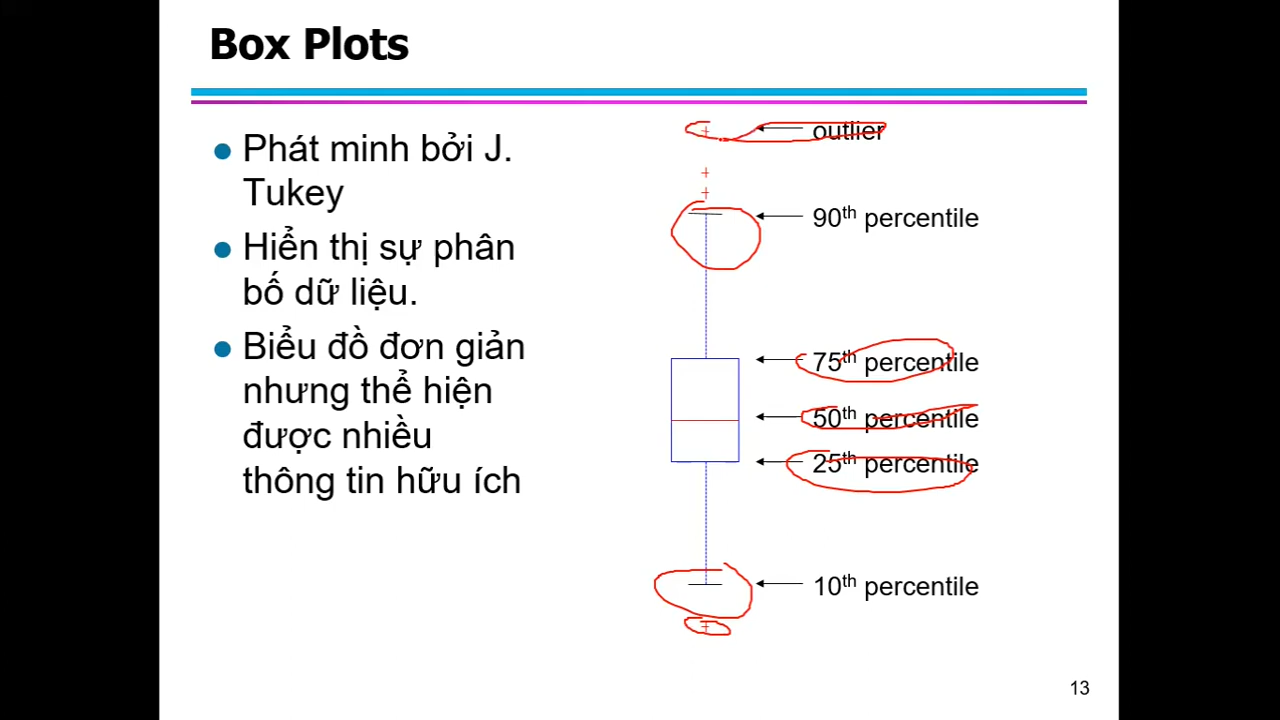 Box Plots
Phát minh bởi J.
Tukey
Hiển thị sự phân
bố dữ liệu.
Biểu đồ đơn giản
nhưng thể hiện
được nhiều
thông tin hữu ích
outlier
90th percentile
75th percentile
50th percentile
25th percentile
10th percentile
13